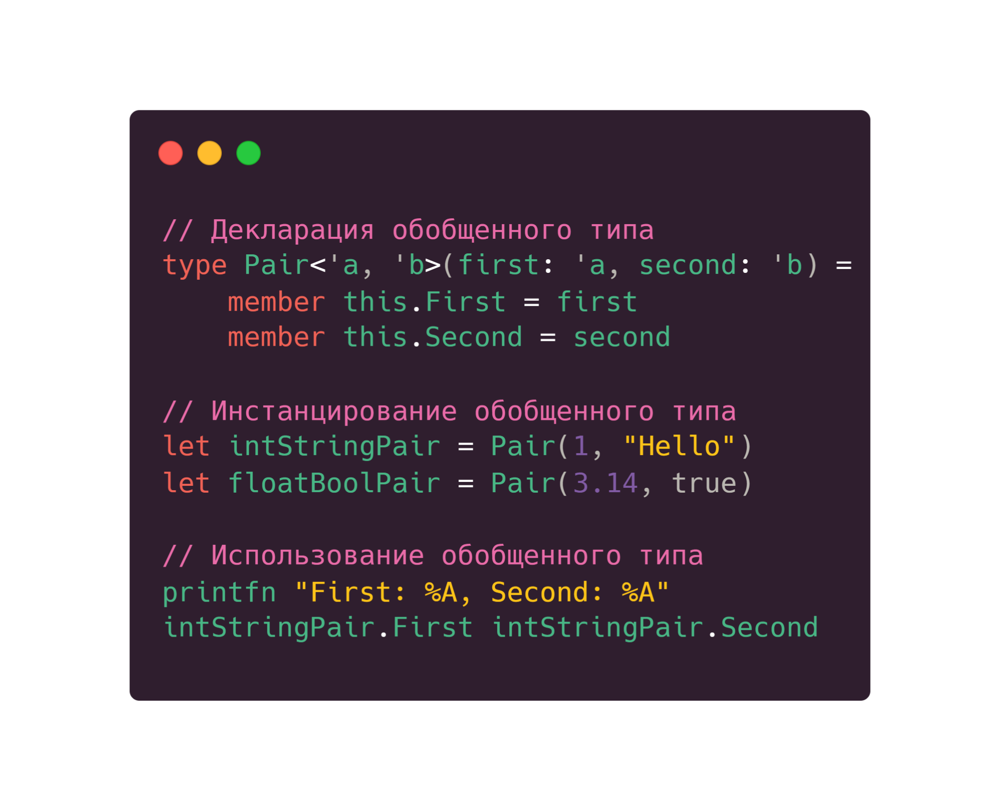 // Декларация обобщенного типа
type Pair<'a, 'b>(first: 'a, second: 'b) =
    member this.First = first
    member this.Second = second
// Инстанцирование обобщенного типа
let intStringPair = Pair(1, "Hello")
let floatBoolPair = Pair(3.14, true)
// Использование обобщенного типа
printfn "First: %A, Second: %A"
intStringPair.First intStringPair.Second